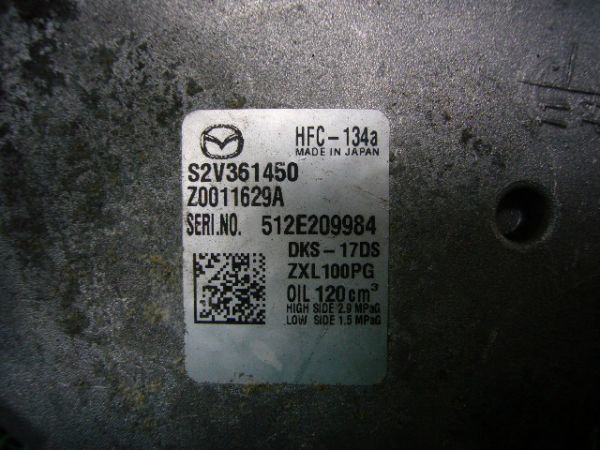 HFC-134a
MADE IN JAPAN
S2V361450
Z0011629A
SERI.NO. 512E209984
DKS-17DS
ZXL100PG
OIL 120cm³
HIGH SIDE 2.9 MPaG
LOW SIDE 1.5 MPaG